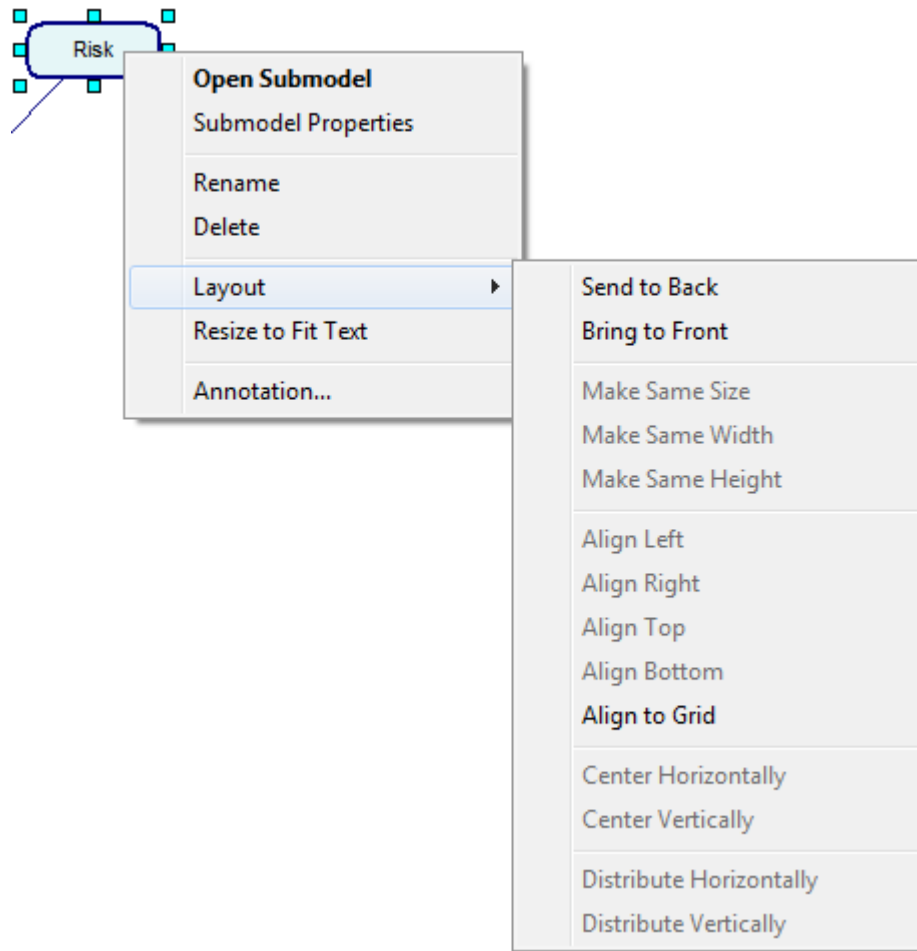 Risk
Open Submodel
Submodel Properties
Rename
Delete
Layout
Resize to Fit Text
Annotation...
Send to Back
Bring to Front
Make Same Size
Make Same Width
Make Same Height
Align Left
Align Right
Align Top
Align Bottom
Align to Grid
Center Horizontally
Center Vertically
Distribute Horizontally
Distribute Vertically